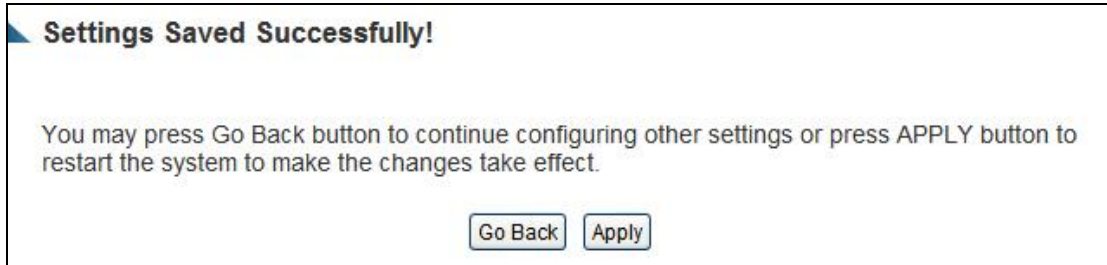 Settings Saved Successfully!
You may press Go Back button to continue configuring other settings or press APPLY button to
restart the system to make the changes take effect.
Go Back Apply